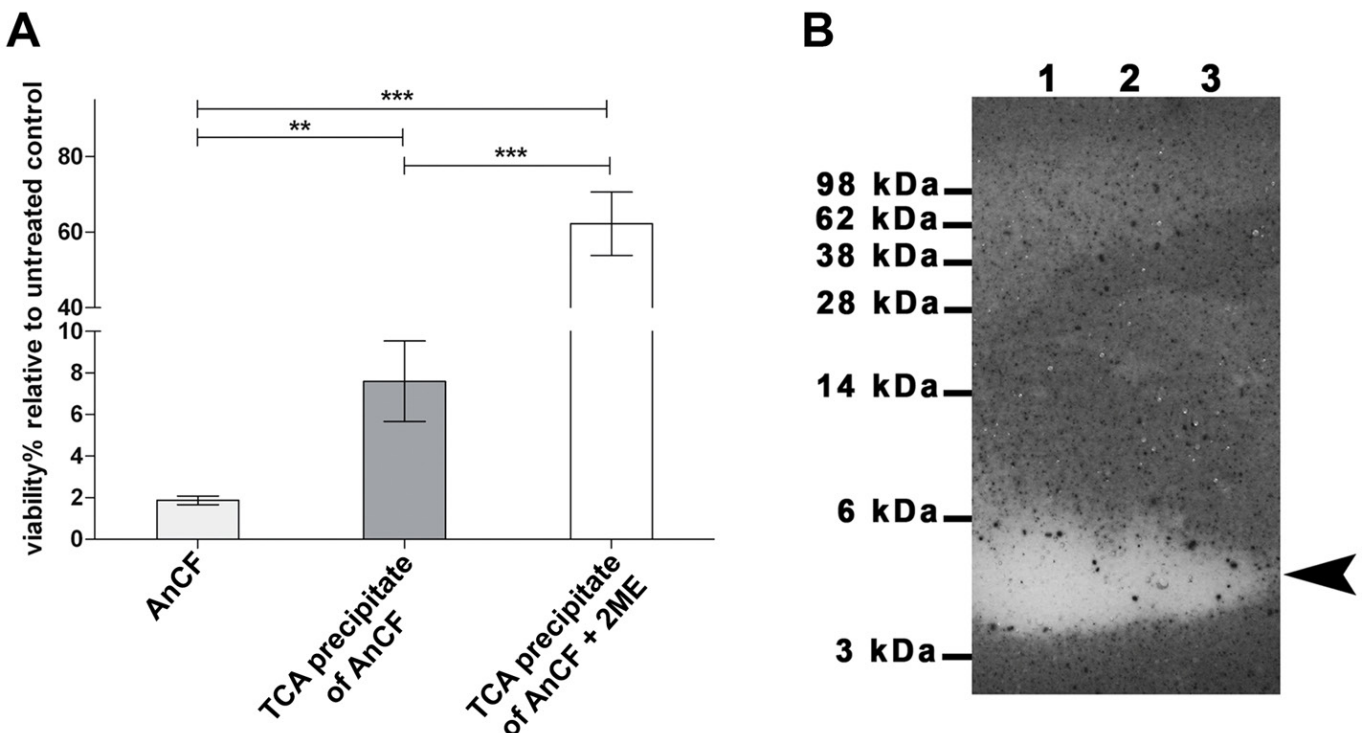 A
viability% relative to untreated control
80
60
40
10
8
6
4
2
0
***
**
***
AnCF
TCA precipitate
of AnCF
TCA precipitate
of AnCF + 2ME
B
1 2 3
98 kDa
62 kDa
38 kDa
28 kDa
14 kDa
6 kDa
3 kDa